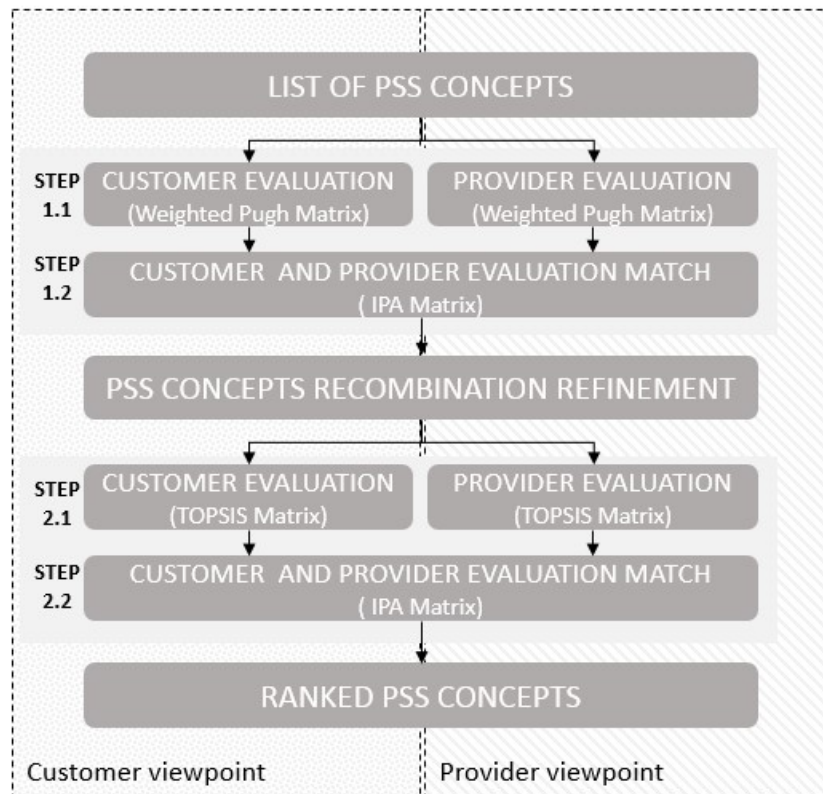 LIST OF PSS CONCEPTS
STEP
1.1
CUSTOMER EVALUATION
(Weighted Pugh Matrix)
PROVIDER EVALUATION
(Weighted Pugh Matrix)
STEP
1.2
CUSTOMER AND PROVIDER EVALUATION MATCH
( IPA Matrix)
PSS CONCEPTS RECOMBINATION REFINEMENT
STEP
2.1
CUSTOMER EVALUATION
(TOPSIS Matrix)
PROVIDER EVALUATION
(TOPSIS Matrix)
STEP
2.2
CUSTOMER AND PROVIDER EVALUATION MATCH
( IPA Matrix)
RANKED PSS CONCEPTS
Customer viewpoint
Provider viewpoint